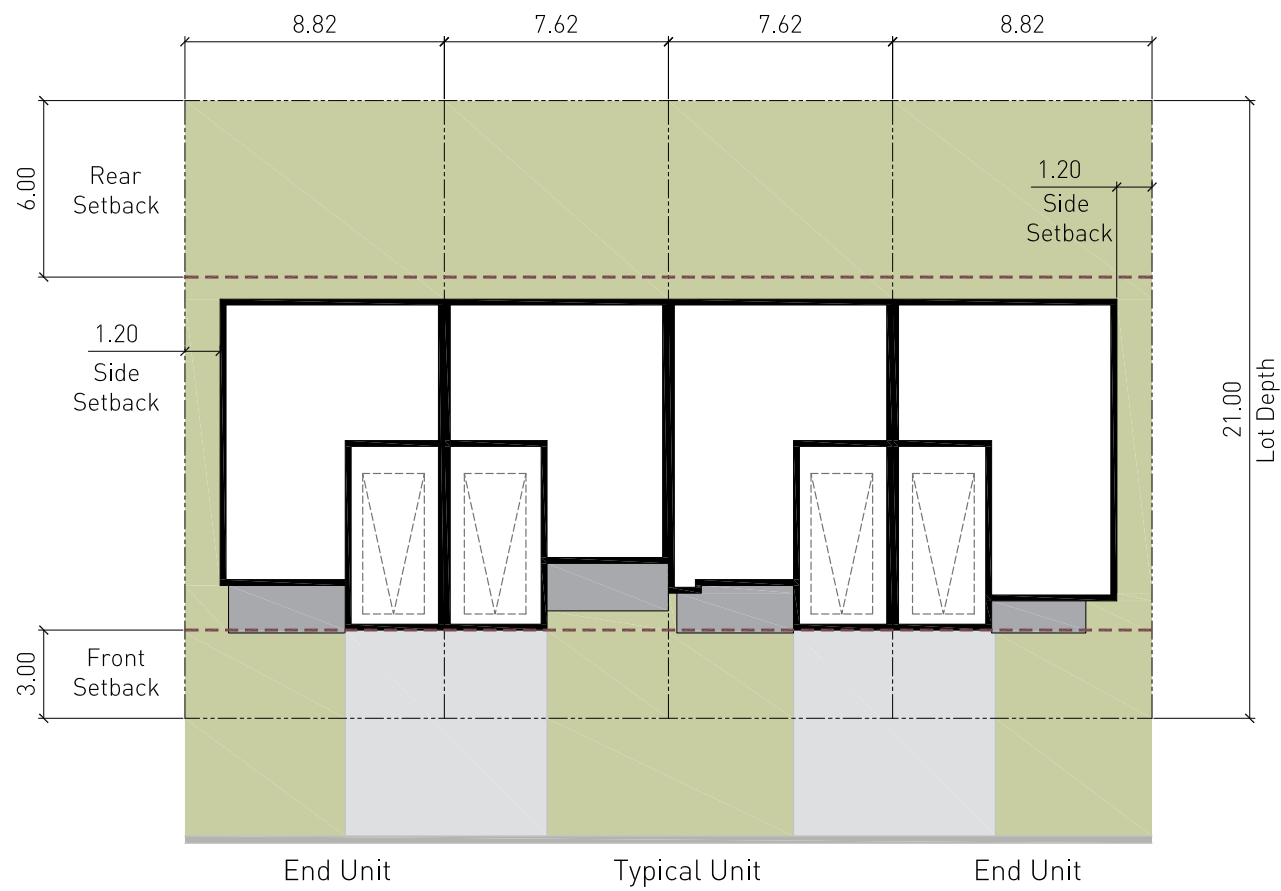 8.82
7.62
7.62
8.82
6.00
Rear
Setback
1.20
Side
Setback
1.20
Side
Setback
21.00
Lot Depth
3.00
Front
Setback
End Unit
Typical Unit
End Unit